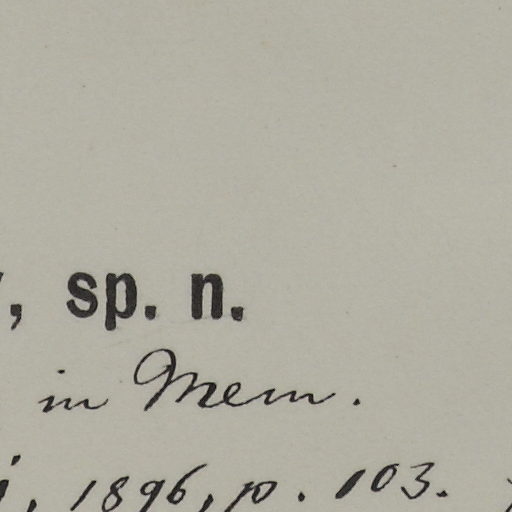 , sp. n.
in Mem.
, 1896, p. 103.